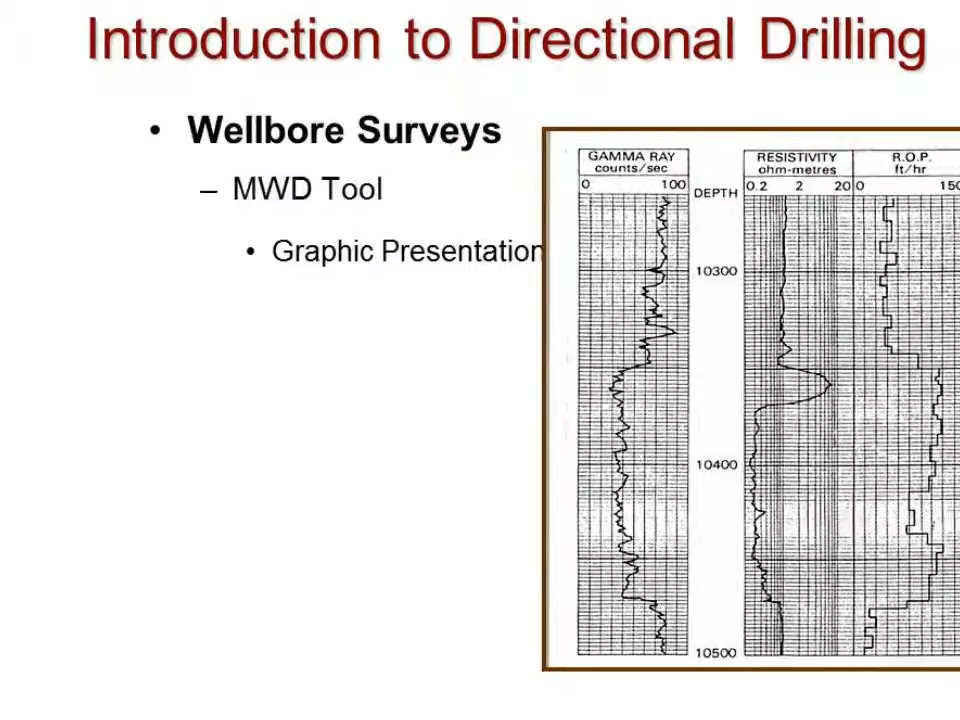 Introduction to Directional Drilling
• Wellbore Surveys
– MWD Tool
• Graphic Presentation
GAMMA RAY
counts/sec
0 100
DEPTH
RESISTIVITY
ohm-metres
0.2 2 20
R.O.P.
ft/hr
0 150
10300
10400
10500